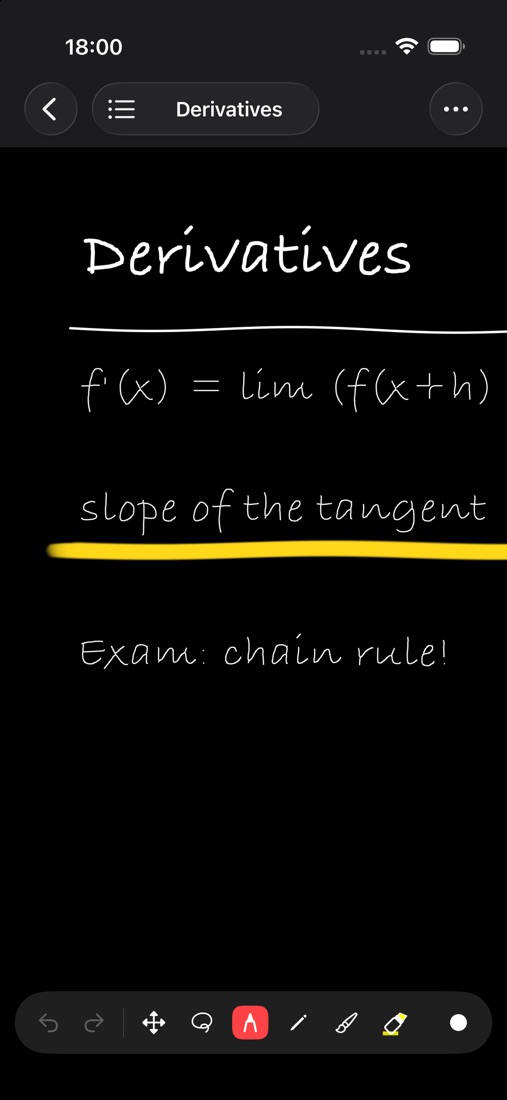 18:00
Derivatives
Derivatives
f'(x) = lim (f(x+h)
slope of the tangent
Exam: chain rule!